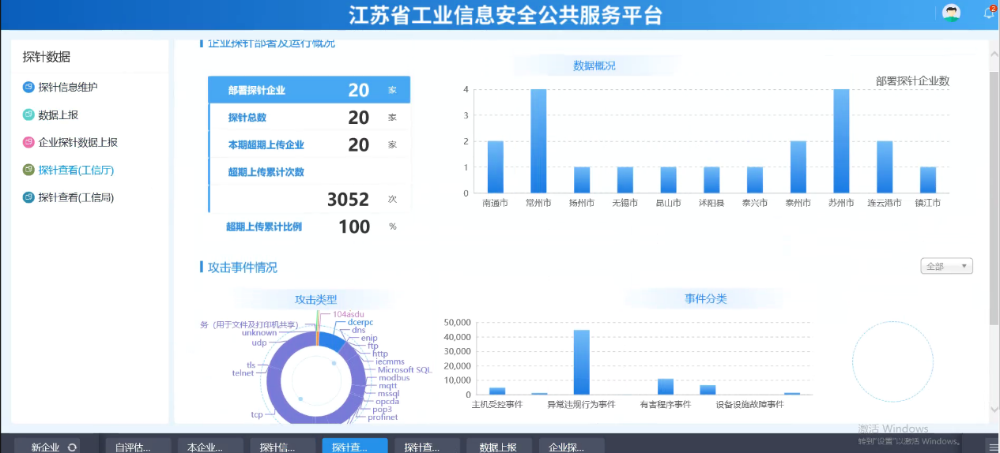 江苏省工业信息安全公共服务平台
2
探针数据
探针信息维护
数据上报
企业探针数据上报
探针查看(工信厅)
探针查看(工信局)
企业探针部署及运行概况
部署探针企业 20 家
探针总数 20 家
本期超期上传企业 20 家
超期上传累计次数
3052 次
超期上传累计比例 100 %
数据概况
部署探针企业数
4
3
2
1
0
南通市 常州市 扬州市 无锡市 昆山市 沭阳县 泰兴市 泰州市 苏州市 连云港市 镇江市
攻击事件情况
全部
攻击类型
104asdu
务（用于文件及打印机共享）
dcerpc
unknown
dns
enip
udp
ftp
http
iecmms
tls
Microsoft SQL
telnet
modbus
mqtt
mssql
opcda
pop3
tcp
profinet
事件分类
50,000
40,000
30,000
20,000
10,000
0
主机受控事件 异常违规行为事件 有害程序事件 设备设施故障事件
激活 Windows
转到"设置"以激活 Windows。
新企业 自评估... 本企业... 探针信... 探针查... 探针查... 数据上报 企业探...